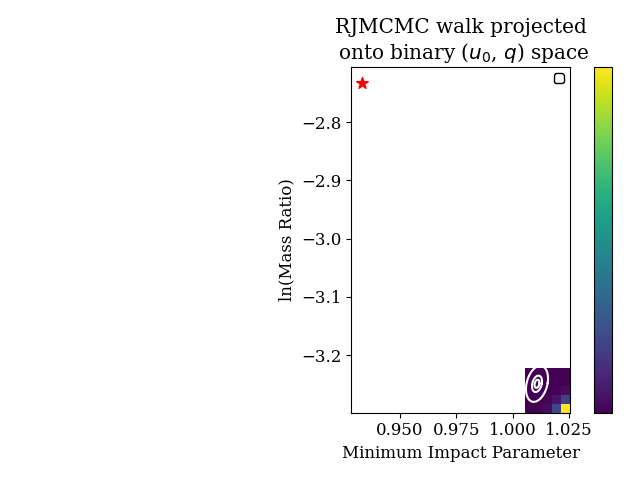 RJMCMC walk projected
onto binary (u₀, q) space
−2.8
−2.9
−3.0
−3.1
−3.2
ln(Mass Ratio)
0.950 0.975 1.000 1.025
Minimum Impact Parameter